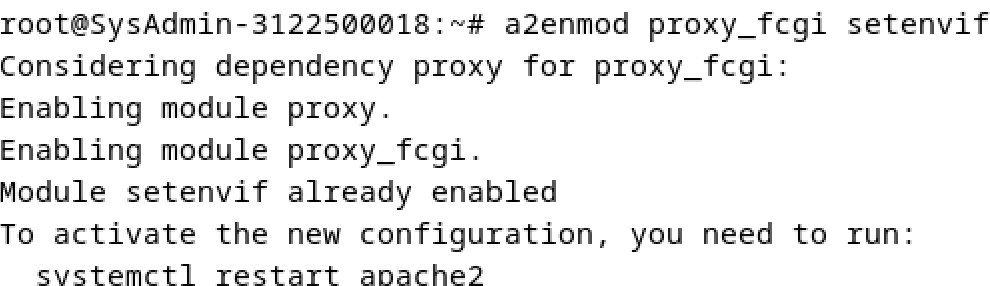 root@SysAdmin-3122500018:~# a2enmod proxy_fcgi setenvif
Considering dependency proxy for proxy_fcgi:
Enabling module proxy.
Enabling module proxy_fcgi.
Module setenvif already enabled
To activate the new configuration, you need to run:
  systemctl restart apache2